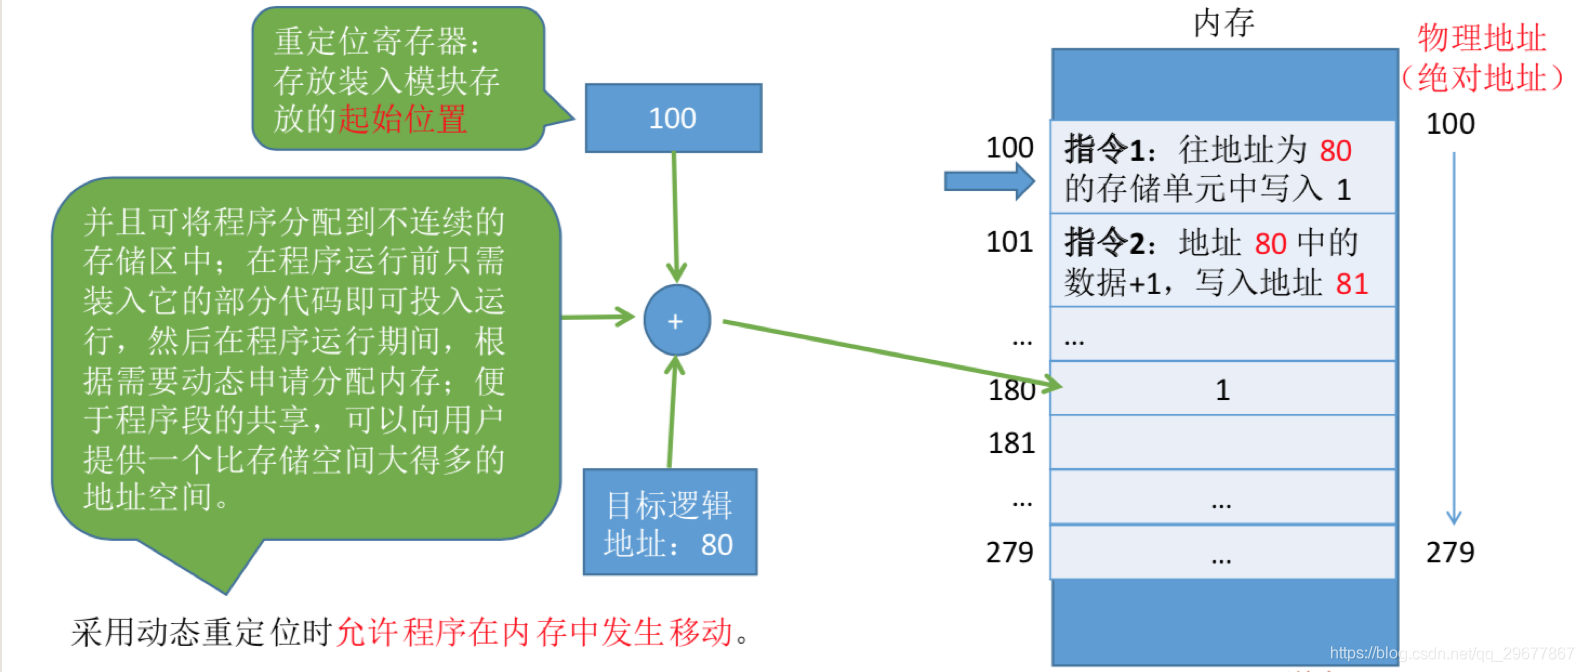 重定位寄存器：
存放装入模块存
放的起始位置
100
并且可将程序分配到不连续的
存储区中；在程序运行前只需
装入它的部分代码即可投入运
行，然后在程序运行期间，根
据需要动态申请分配内存；便
于程序段的共享，可以向用户
提供一个比存储空间大得多的
地址空间。
+
目标逻辑
地址：80
采用动态重定位时允许程序在内存中发生移动。
内存
物理地址
（绝对地址）
100
指令1：往地址为 80
的存储单元中写入 1
101
指令2：地址 80 中的
数据+1，写入地址 81
...
...
180
1
181
...
...
279
...
100
279
https://blog.csdn.net/qq_29677867